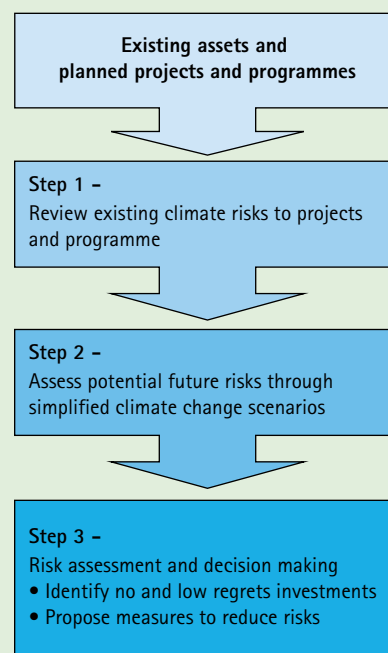 Existing assets and
planned projects and programmes
Step 1 –
Review existing climate risks to projects
and programme
Step 2 –
Assess potential future risks through
simplified climate change scenarios
Step 3 –
Risk assessment and decision making
• Identify no and low regrets investments
• Propose measures to reduce risks